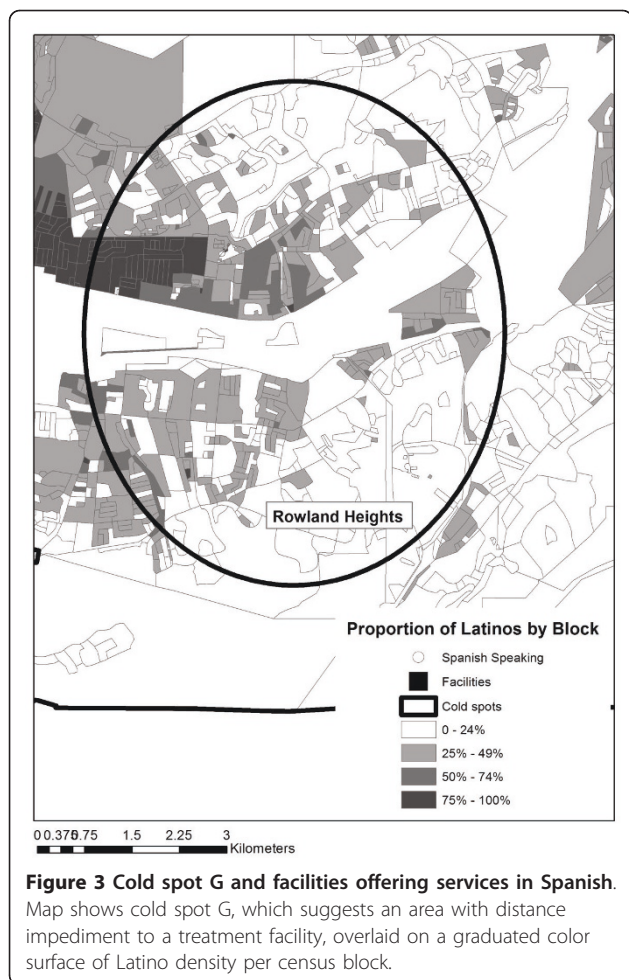 Rowland Heights
Proportion of Latinos by Block
Spanish Speaking
Facilities
Cold spots
0 - 24%
25% - 49%
50% - 74%
75% - 100%
0 0.375 0.75 1.5 2.25 3
Kilometers
Figure 3 Cold spot G and facilities offering services in Spanish.
Map shows cold spot G, which suggests an area with distance
impediment to a treatment facility, overlaid on a graduated color
surface of Latino density per census block.